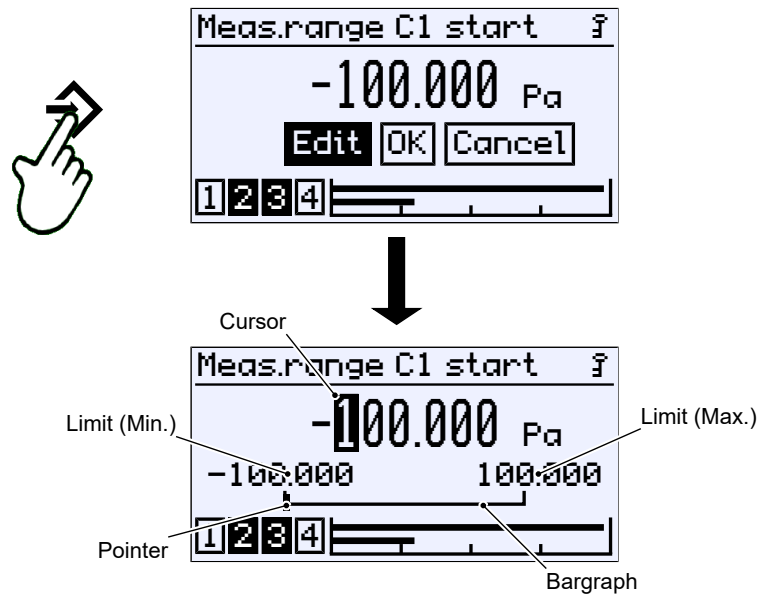 Meas.range C1 start
-100.000 Pa
Edit OK Cancel
1 2 3 4
Cursor
Meas.range C1 start
Limit (Min.)
-100.000 Pa
Limit (Max.)
-100.000 100.000
Pointer
1 2 3 4
Bargraph